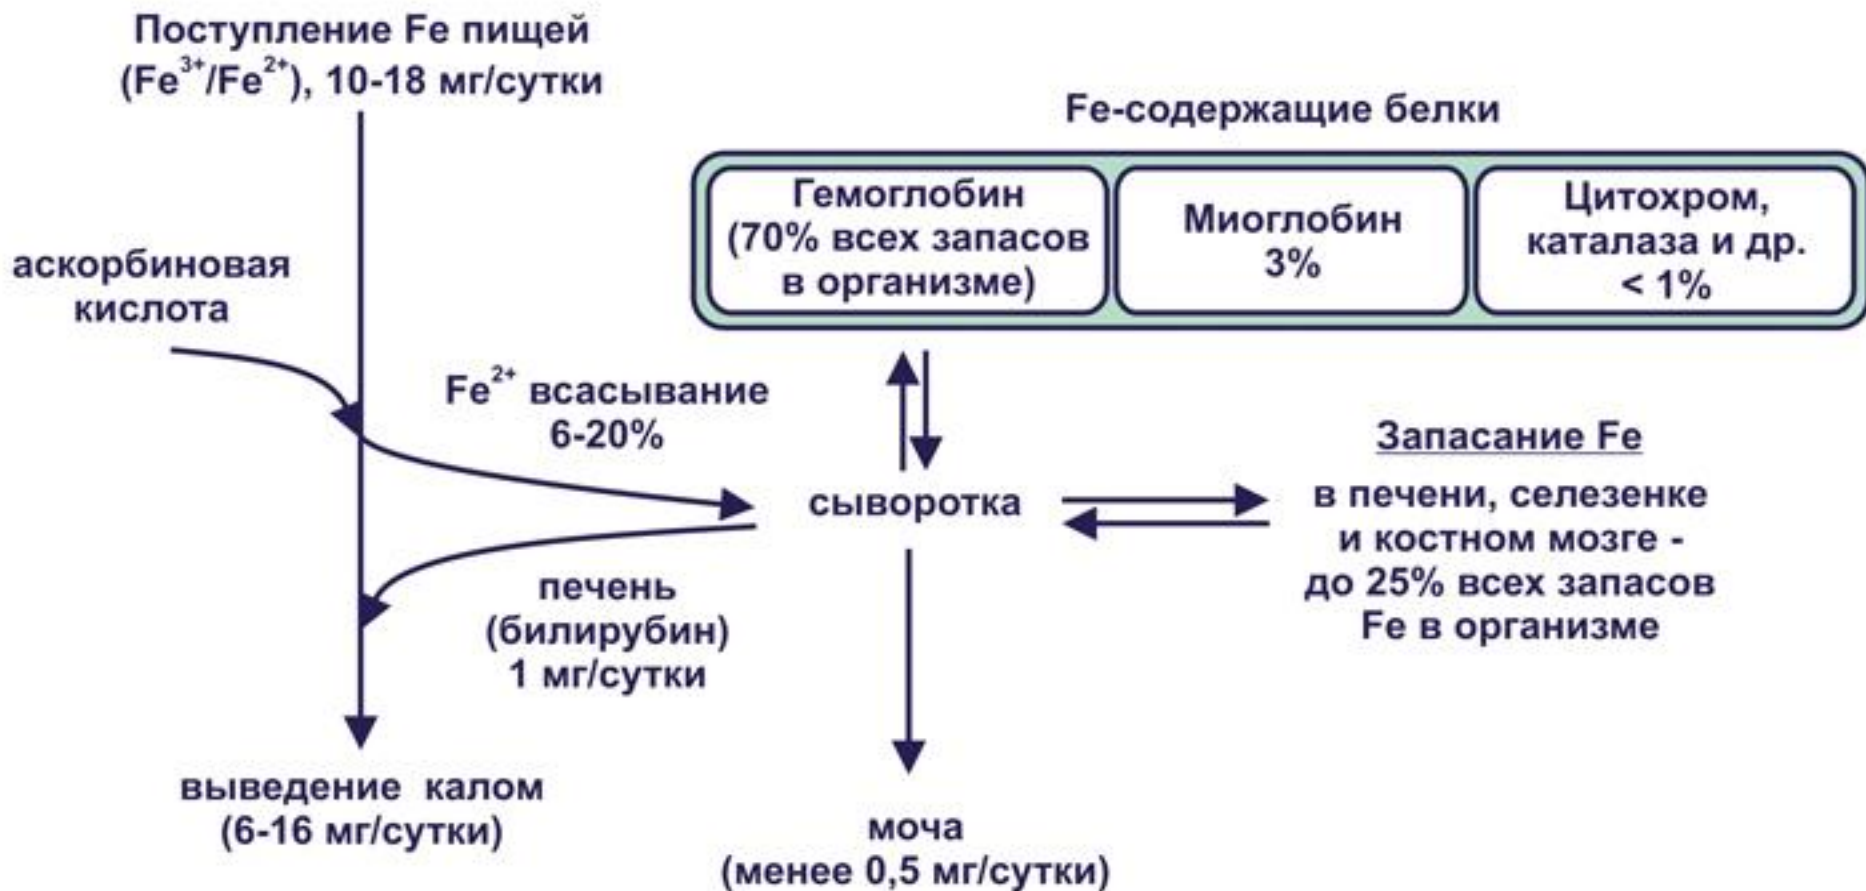 Поступление Fe пищей
(Fe³⁺/Fe²⁺), 10-18 мг/сутки
Fe-содержащие белки
Гемоглобин
(70% всех запасов
в организме)
Миоглобин
3%
Цитохром,
каталаза и др.
< 1%
аскорбиновая
кислота
Fe²⁺ всасывание
6-20%
сыворотка
Запасание Fe
в печени, селезенке
и костном мозге -
до 25% всех запасов
Fe в организме
печень
(билирубин)
1 мг/сутки
выведение калом
(6-16 мг/сутки)
моча
(менее 0,5 мг/сутки)